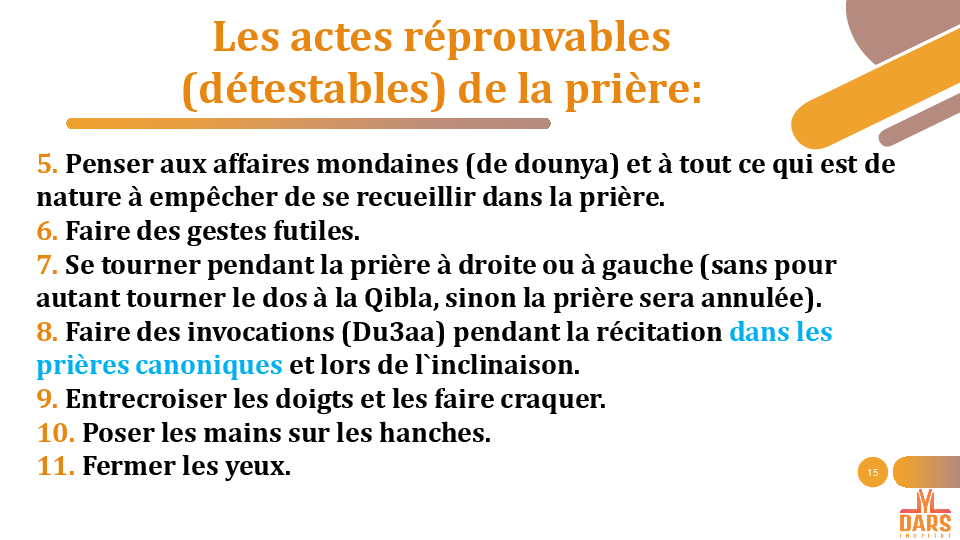 Les actes réprouvables
(détestables) de la prière:
5. Penser aux affaires mondaines (de dounya) et à tout ce qui est de
nature à empêcher de se recueillir dans la prière.
6. Faire des gestes futiles.
7. Se tourner pendant la prière à droite ou à gauche (sans pour
autant tourner le dos à la Qibla, sinon la prière sera annulée).
8. Faire des invocations (Du3aa) pendant la récitation dans les
prières canoniques et lors de l`inclinaison.
9. Entrecroiser les doigts et les faire craquer.
10. Poser les mains sur les hanches.
11. Fermer les yeux.
15
DARS
INSTITUT